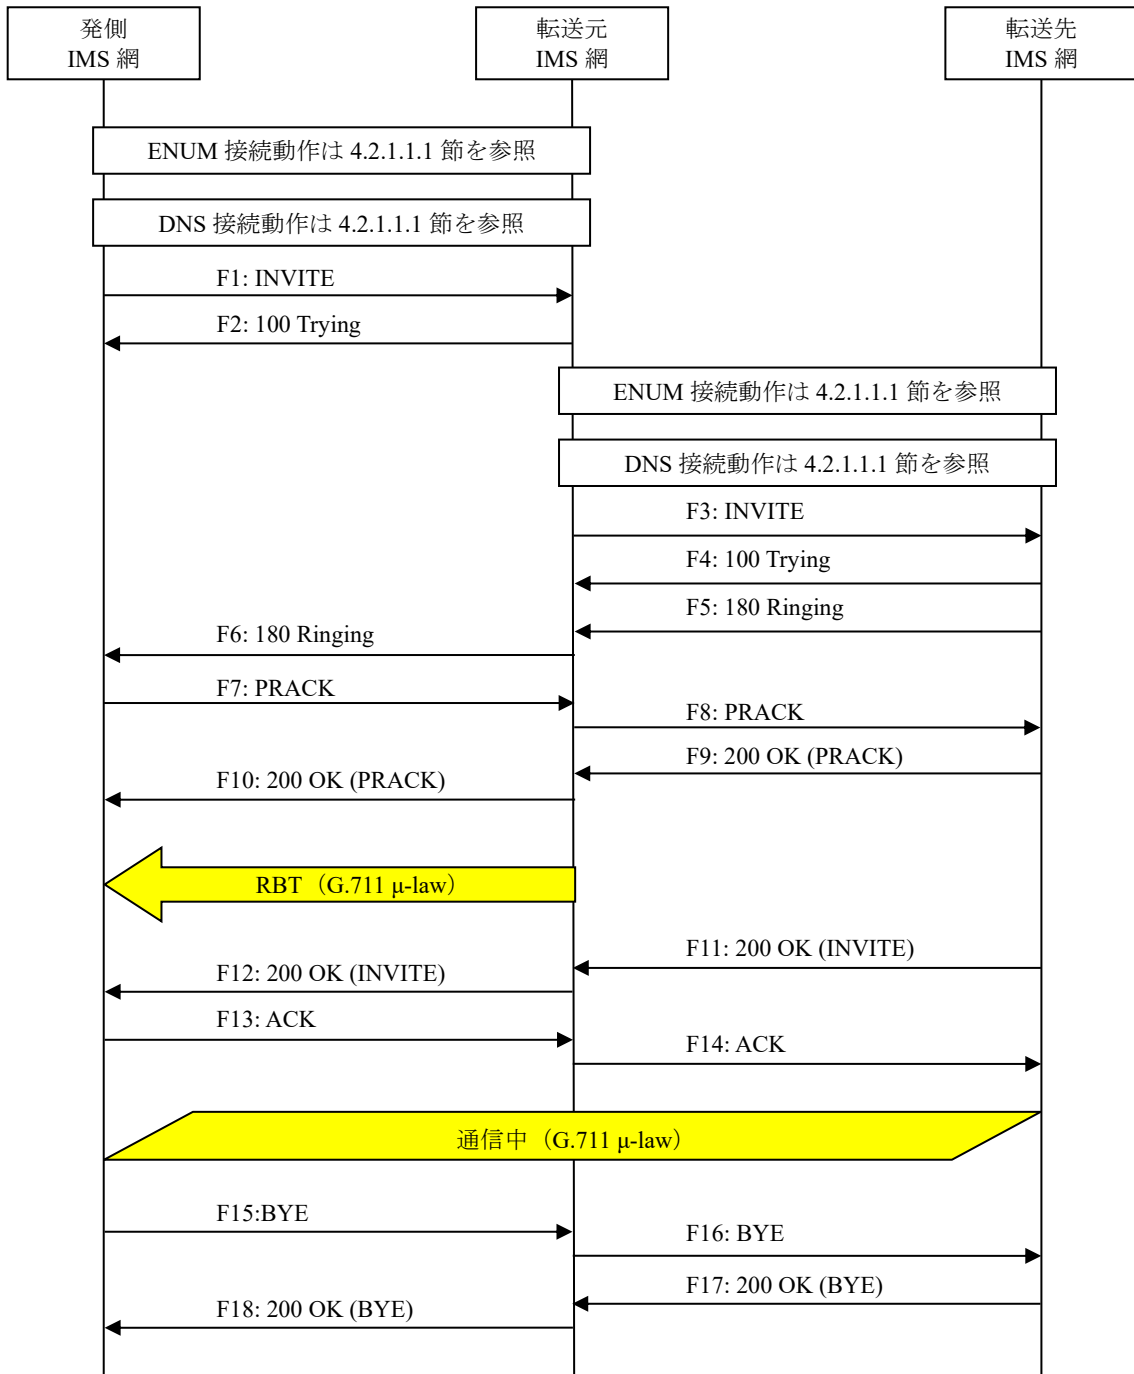 発側
IMS 網
転送元
IMS 網
転送先
IMS 網
ENUM 接続動作は 4.2.1.1.1 節を参照
DNS 接続動作は 4.2.1.1.1 節を参照
F1: INVITE
F2: 100 Trying
ENUM 接続動作は 4.2.1.1.1 節を参照
DNS 接続動作は 4.2.1.1.1 節を参照
F3: INVITE
F4: 100 Trying
F5: 180 Ringing
F6: 180 Ringing
F7: PRACK
F8: PRACK
F9: 200 OK (PRACK)
F10: 200 OK (PRACK)
RBT（G.711 μ-law）
F11: 200 OK (INVITE)
F12: 200 OK (INVITE)
F13: ACK
F14: ACK
通信中（G.711 μ-law）
F15:BYE
F16: BYE
F17: 200 OK (BYE)
F18: 200 OK (BYE)